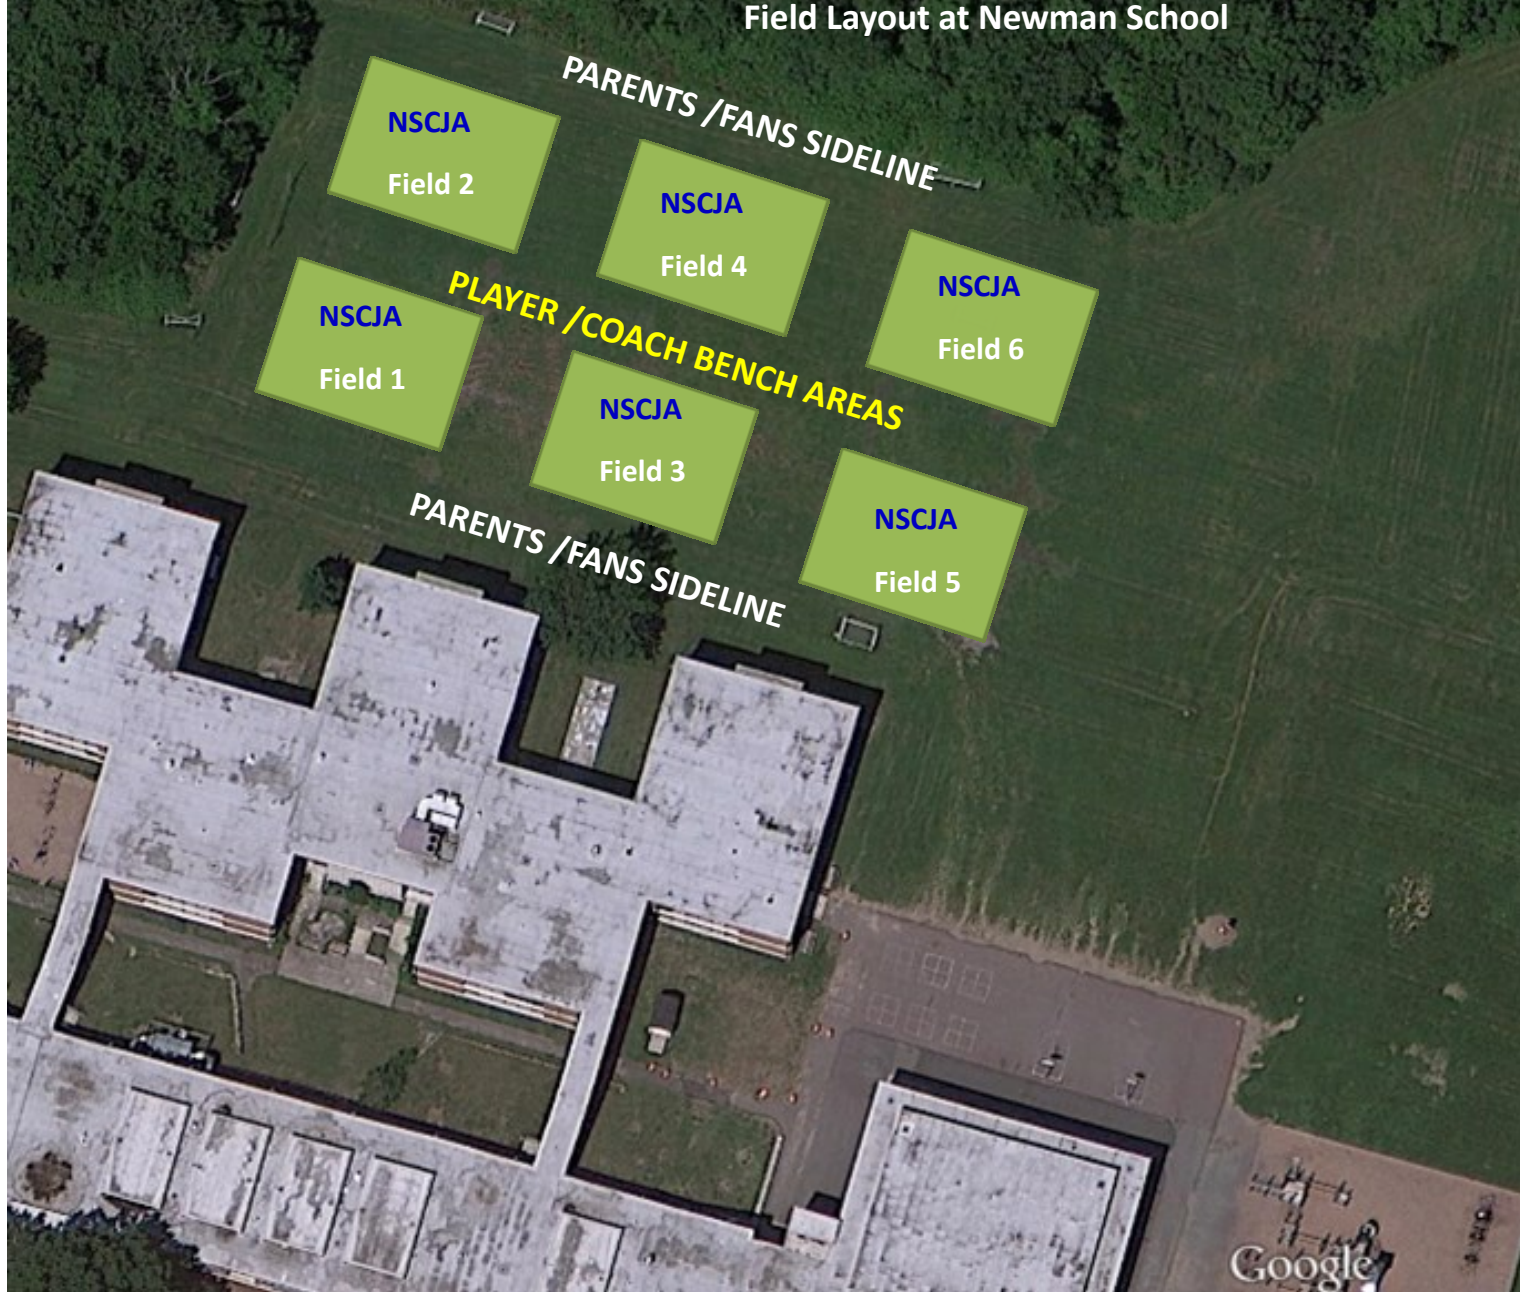 Field Layout at Newman School
PARENTS /FANS SIDELINE
NSCJA
Field 2
NSCJA
Field 4
NSCJA
Field 6
PLAYER /COACH BENCH AREAS
NSCJA
Field 1
NSCJA
Field 3
NSCJA
Field 5
PARENTS /FANS SIDELINE
Google